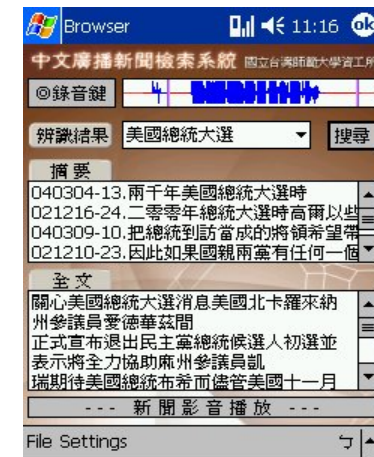 Browser 11:16 ok
中文廣播新聞檢索系統 國立台灣師範大學資工所
◎錄音鍵
辨識結果 美國總統大選 搜尋
摘要
040304-13.兩千年美國總統大選時
021216-24.二零零年總統大選時高爾以些
040309-10.把總統到訪當成的將領希望帶
021210-23.因此如果國親兩黨有任何一個
全文
關心美國總統大選消息美國北卡羅來納
州參議員愛德華茲間
正式宣布退出民主黨總統候選人初選並
表示將全力協助麻州參議員凱
瑞期待美國總統布希而儘管美國十一月
--- 新聞影音播放 ---
File Settings ㄅ